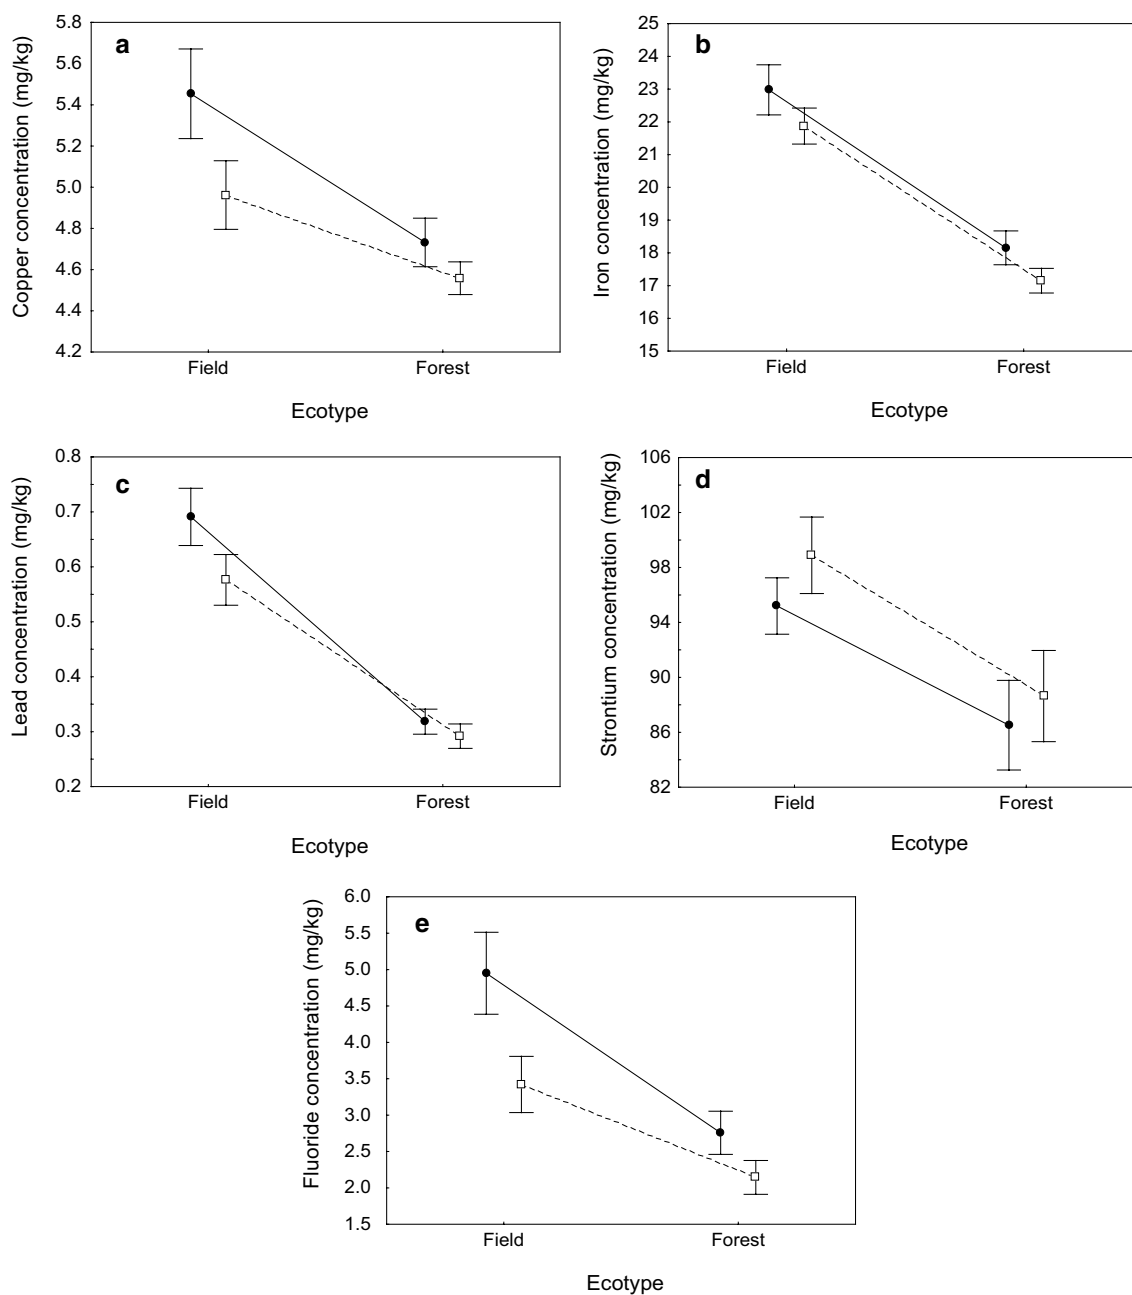 a
Copper concentration (mg/kg)
5.8
5.6
5.4
5.2
5.0
4.8
4.6
4.4
4.2
Field
Forest
Ecotype
b
Iron concentration (mg/kg)
25
24
23
22
21
20
19
18
17
16
15
Field
Forest
Ecotype
c
Lead concentration (mg/kg)
0.8
0.7
0.6
0.5
0.4
0.3
0.2
Field
Forest
Ecotype
d
Strontium concentration (mg/kg)
106
102
98
94
90
86
82
Field
Forest
Ecotype
e
Fluoride concentration (mg/kg)
6.0
5.5
5.0
4.5
4.0
3.5
3.0
2.5
2.0
1.5
Field
Forest
Ecotype